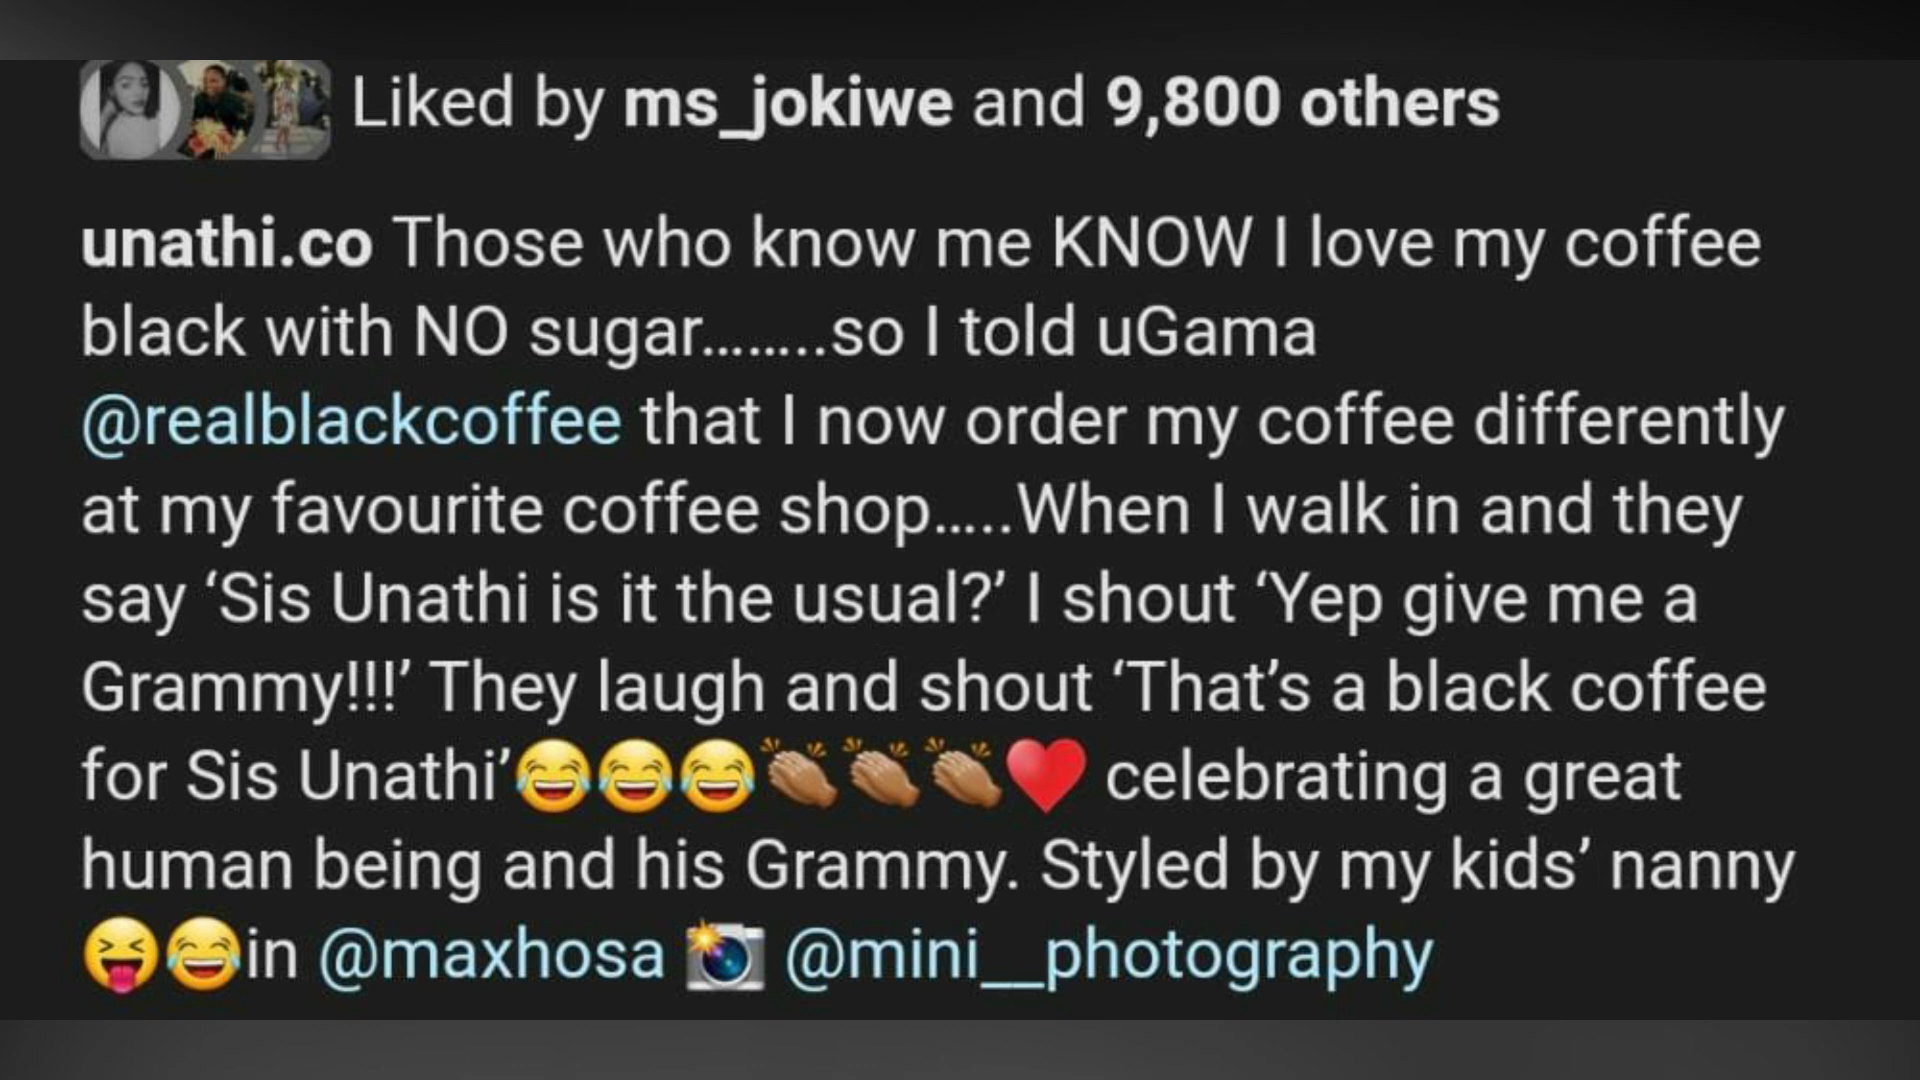 Liked by ms_jokiwe and 9,800 others
unathi.co Those who know me KNOW I love my coffee
black with NO sugar……..so I told uGama
@realblackcoffee that I now order my coffee differently
at my favourite coffee shop…..When I walk in and they
say ‘Sis Unathi is it the usual?’ I shout ‘Yep give me a
Grammy!!!’ They laugh and shout ‘That’s a black coffee
for Sis Unathi’😂😂😂👏🏽👏🏽👏🏽❤️ celebrating a great
human being and his Grammy. Styled by my kids’ nanny
😝😂in @maxhosa 📸 @mini__photography